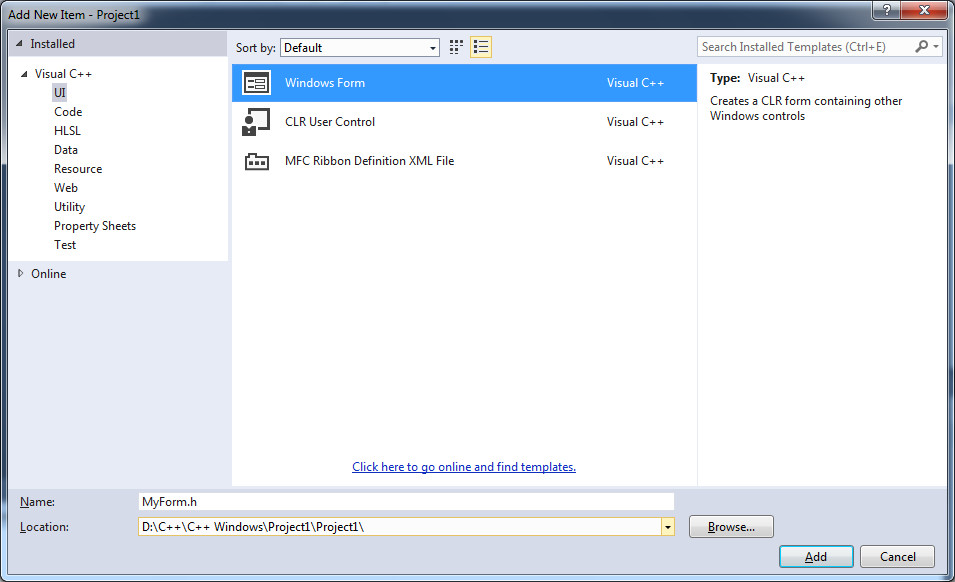 Add New Item - Project1
Installed
Sort by: Default
Search Installed Templates (Ctrl+E)
Visual C++
UI
Code
HLSL
Data
Resource
Web
Utility
Property Sheets
Test
Online
Windows Form Visual C++
CLR User Control Visual C++
MFC Ribbon Definition XML File Visual C++
Type: Visual C++
Creates a CLR form containing other
Windows controls
Click here to go online and find templates.
Name: MyForm.h
Location: D:\C++\C++ Windows\Project1\Project1\
Browse...
Add Cancel